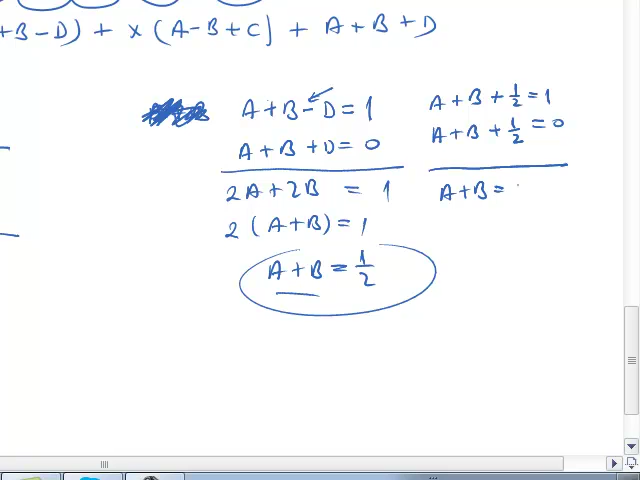 +B-D) + x (A-B+C] + A+B+D
A+B-D=1
A+B+D=0
2A+2B = 1
2(A+B)=1
A+B=1/2
A+B+1/2=1
A+B+1/2=0
A+B=